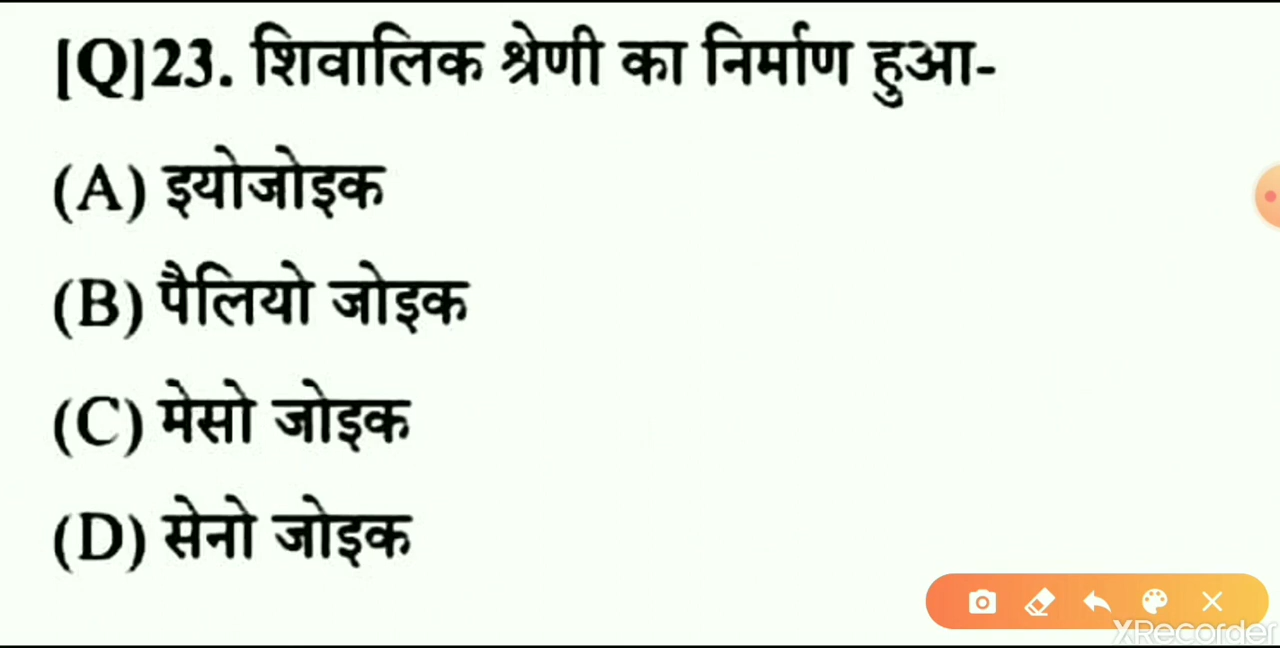 [Q]23. शिवालिक श्रेणी का निर्माण हुआ-
(A) इयोजोइक
(B) पैलियो जोइक
(C) मेसो जोइक
(D) सेनो जोइक
XRecorder